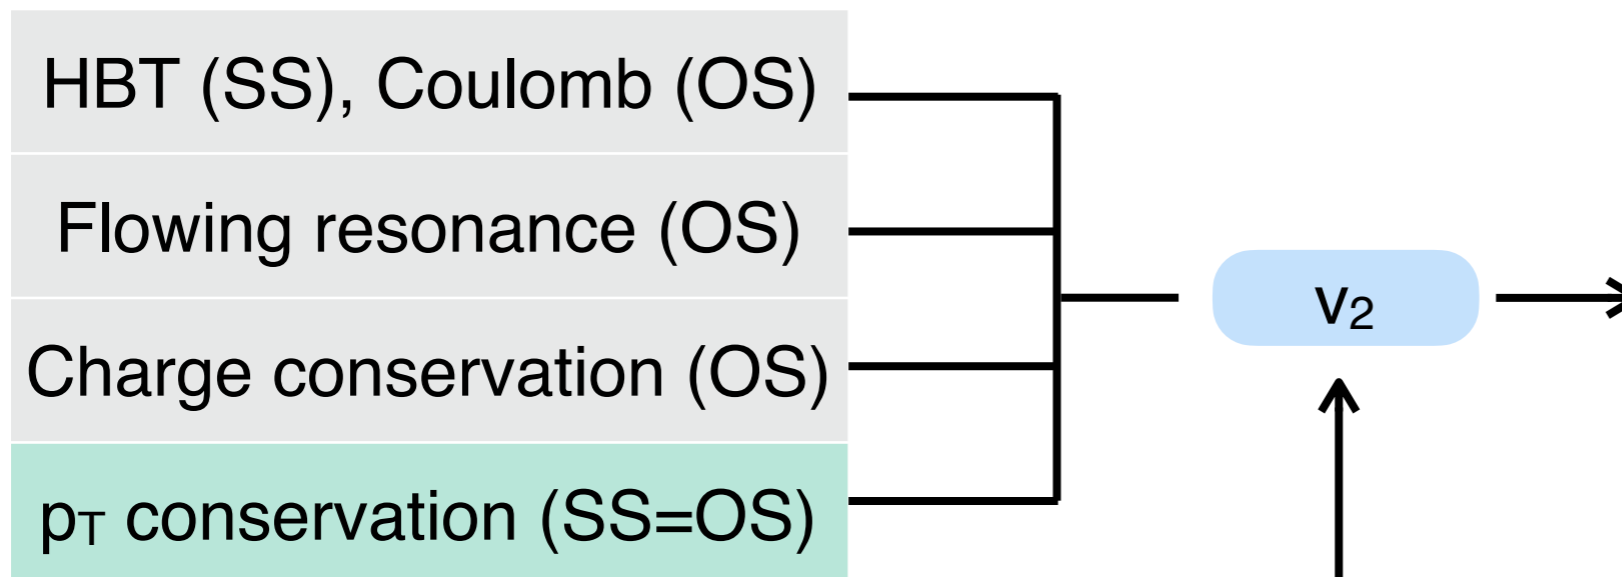 HBT (SS), Coulomb (OS)
Flowing resonance (OS)
Charge conservation (OS)
pT conservation (SS=OS)
v2